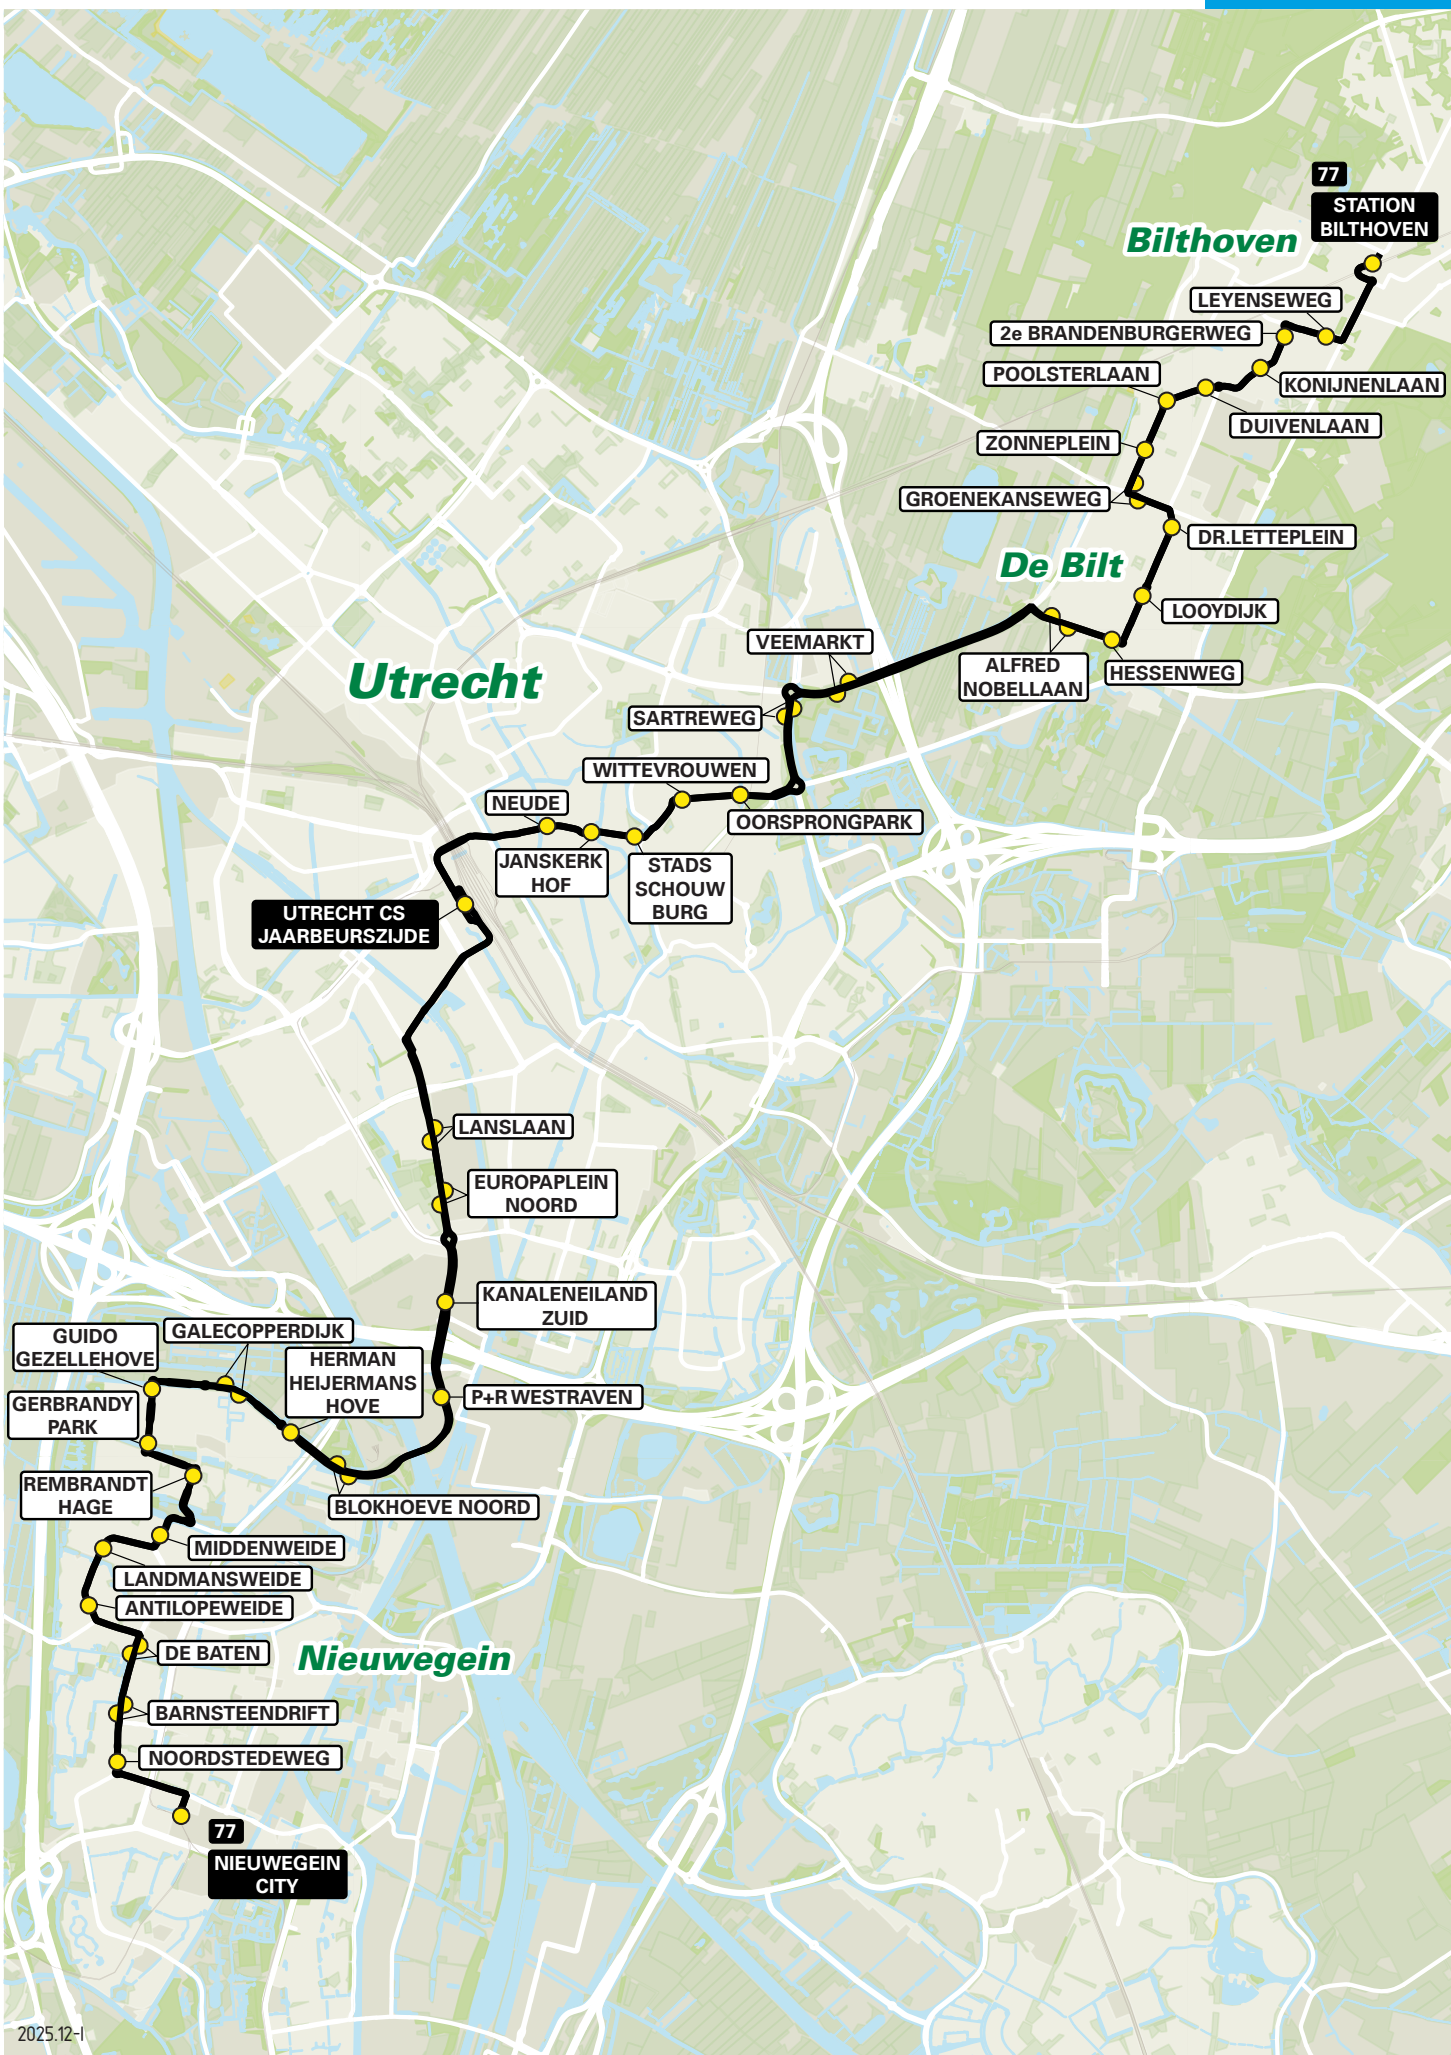 77
STATION
BILTHOVEN
Bilthoven
LEYENSEWEG
2e BRANDENBURGERWEG
POOLSTERLAAN
KONIJNENLAAN
DUIVENLAAN
ZONNEPLEIN
GROENEKANSEWEG
DR.LETTEPLEIN
De Bilt
LOOYDIJK
VEEMARKT
ALFRED
NOBELLAAN
HESSENWEG
Utrecht
SARTREWEG
WITTEVROUWEN
NEUDE
OORSPRONGPARK
JANSKERK
HOF
STADS
SCHOUW
BURG
UTRECHT CS
JAARBEURSZIJDE
LANSLAAN
EUROPAPLEIN
NOORD
KANALENEILAND
ZUID
GUIDO
GEZELLEHOVE
GALECOPPERDIJK
HERMAN
HEIJERMANS
HOVE
P+R WESTRAVEN
GERBRANDY
PARK
REMBRANDT
HAGE
BLOKHOEVE NOORD
MIDDENWEIDE
LANDMANSWEIDE
ANTILOPEWEIDE
DE BATEN
Nieuwegein
BARNSTEENDRIFT
NOORDSTEDEWEG
77
NIEUWEGEIN
CITY
2025.12-I